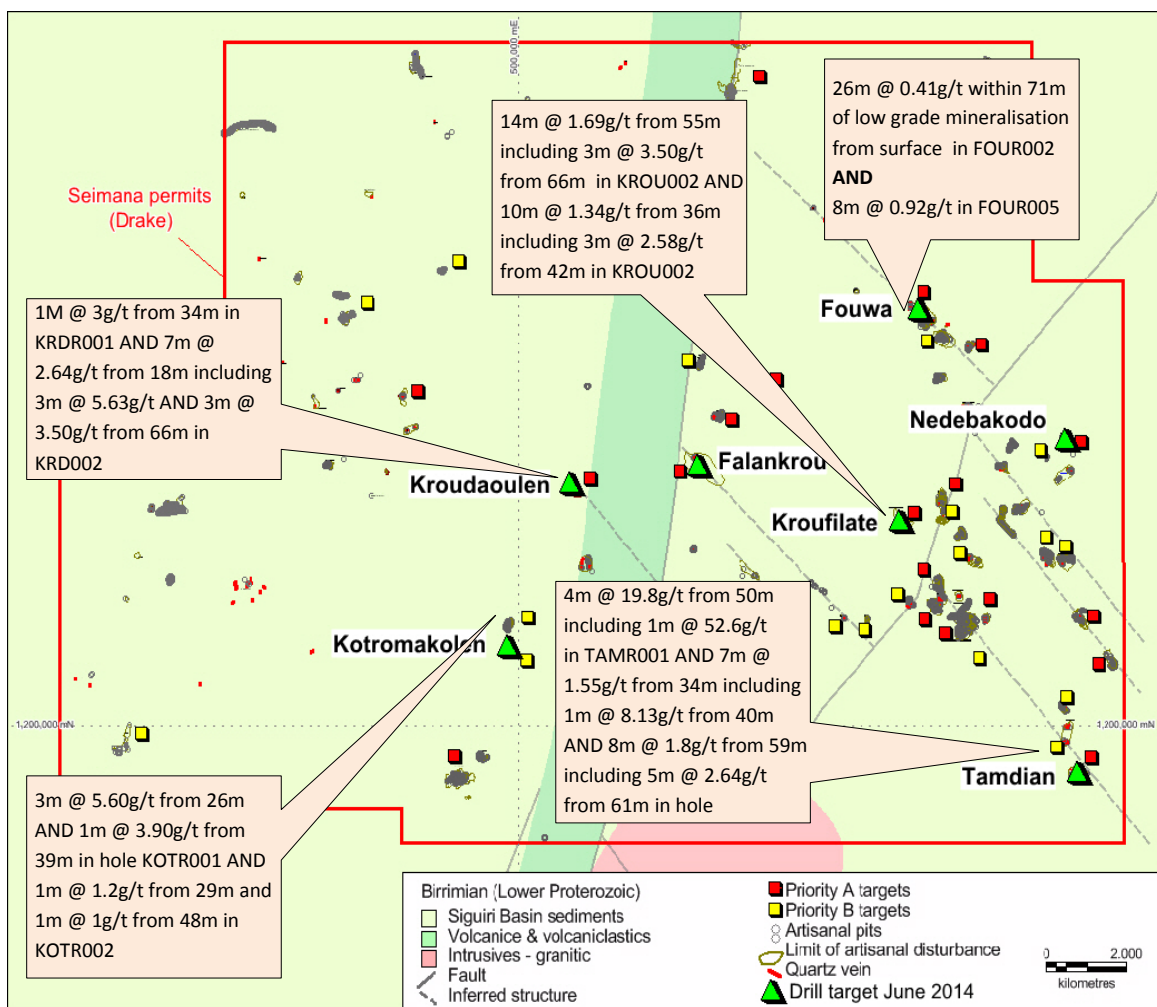 500,000 mE
26m @ 0.41g/t within 71m
of low grade mineralisation
from surface in FOUR002
AND
8m @ 0.92g/t in FOUR005
14m @ 1.69g/t from 55m
including 3m @ 3.50g/t
from 66m in KROU002 AND
10m @ 1.34g/t from 36m
including 3m @ 2.58g/t
from 42m in KROU002
Seimana permits
(Drake)
1M @ 3g/t from 34m in
KRDR001 AND 7m @
2.64g/t from 18m including
3m @ 5.63g/t AND 3m @
3.50g/t from 66m in
KRD002
Fouwa
Nedebakodo
Falankrou
Kroudaoulen
Kroufilate
4m @ 19.8g/t from 50m
including 1m @ 52.6g/t
in TAMR001 AND 7m @
1.55g/t from 34m including
1m @ 8.13g/t from 40m
AND 8m @ 1.8g/t from 59m
including 5m @ 2.64g/t
from 61m in hole
Kotromakolen
1,200,000 mN
1,200,000 mN
Tamdian
3m @ 5.60g/t from 26m
AND 1m @ 3.90g/t from
39m in hole KOTR001 AND
1m @ 1.2g/t from 29m and
1m @ 1g/t from 48m in
KOTR002
Birrimian (Lower Proterozoic)
Siguiri Basin sediments
Volcanice & volcaniclastics
Intrusives - granitic
Fault
Inferred structure
Priority A targets
Priority B targets
Artisanal pits
Limit of artisanal disturbance
Quartz vein
Drill target June 2014
0 2.000
kilometres